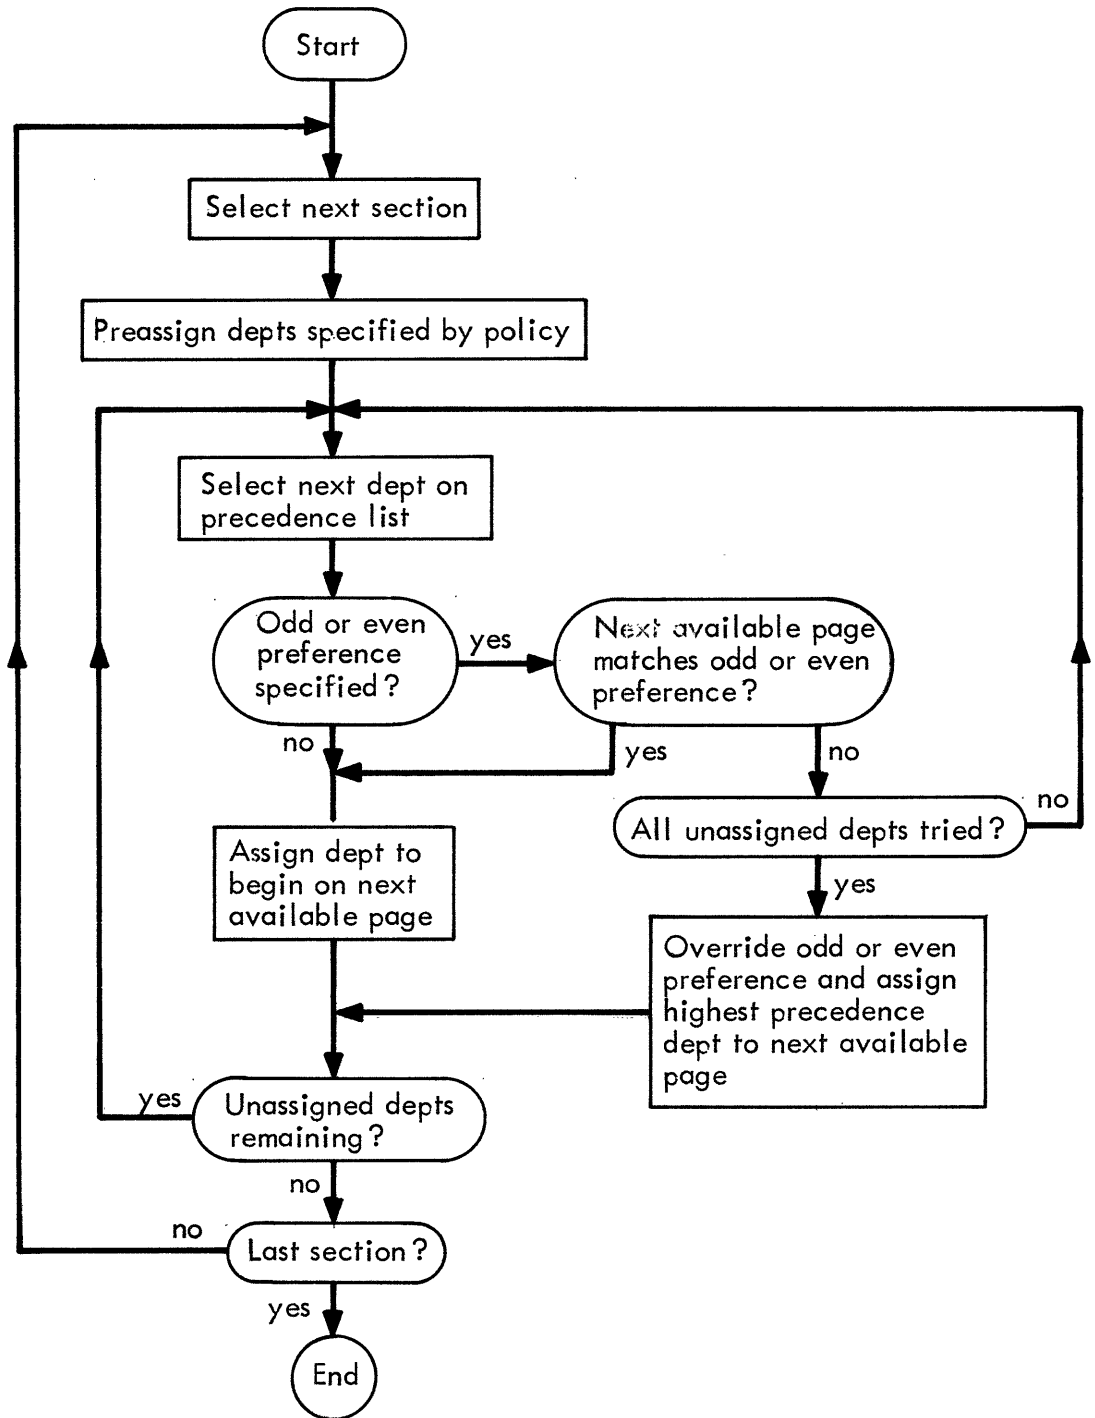 Start
Select next section
Preassign depts specified by policy
Select next dept on
precedence list
Odd or even
preference
specified?
yes
Next available page
matches odd or even
preference?
no
yes
no
no
All unassigned depts tried?
Assign dept to
begin on next
available page
yes
Override odd or even
preference and assign
highest precedence
dept to next available
page
yes
Unassigned depts
remaining?
no
no
Last section?
yes
End